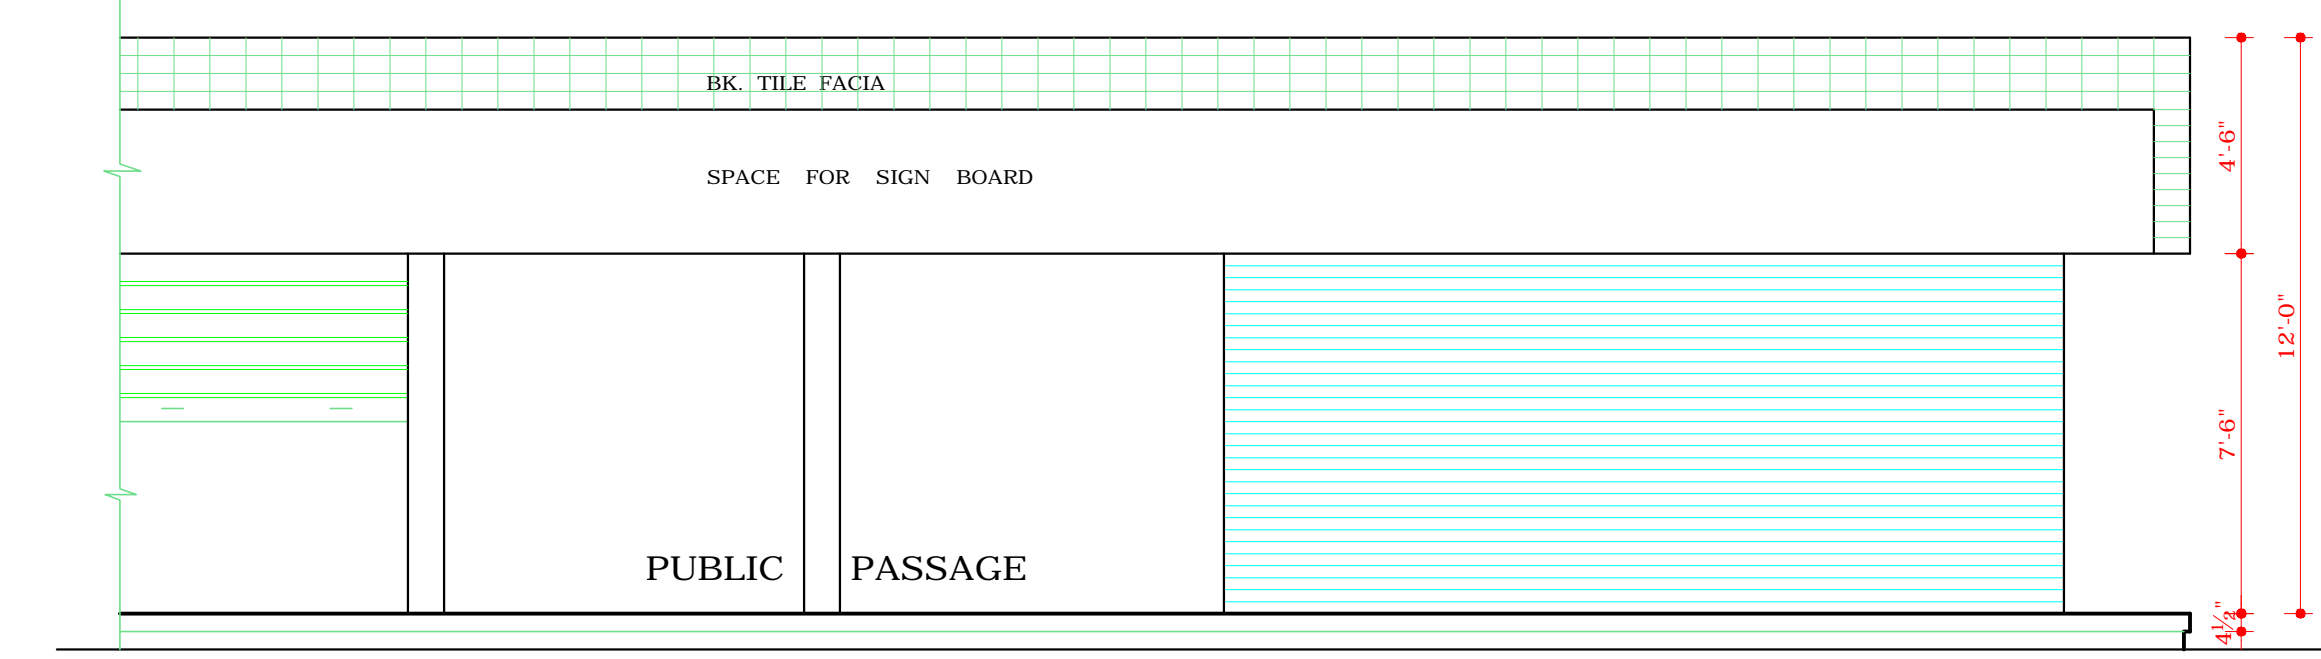 BK. TILE FACIA
4'-6"
SPACE FOR SIGN BOARD
12'-0"
7'-6"
PUBLIC PASSAGE
4½"